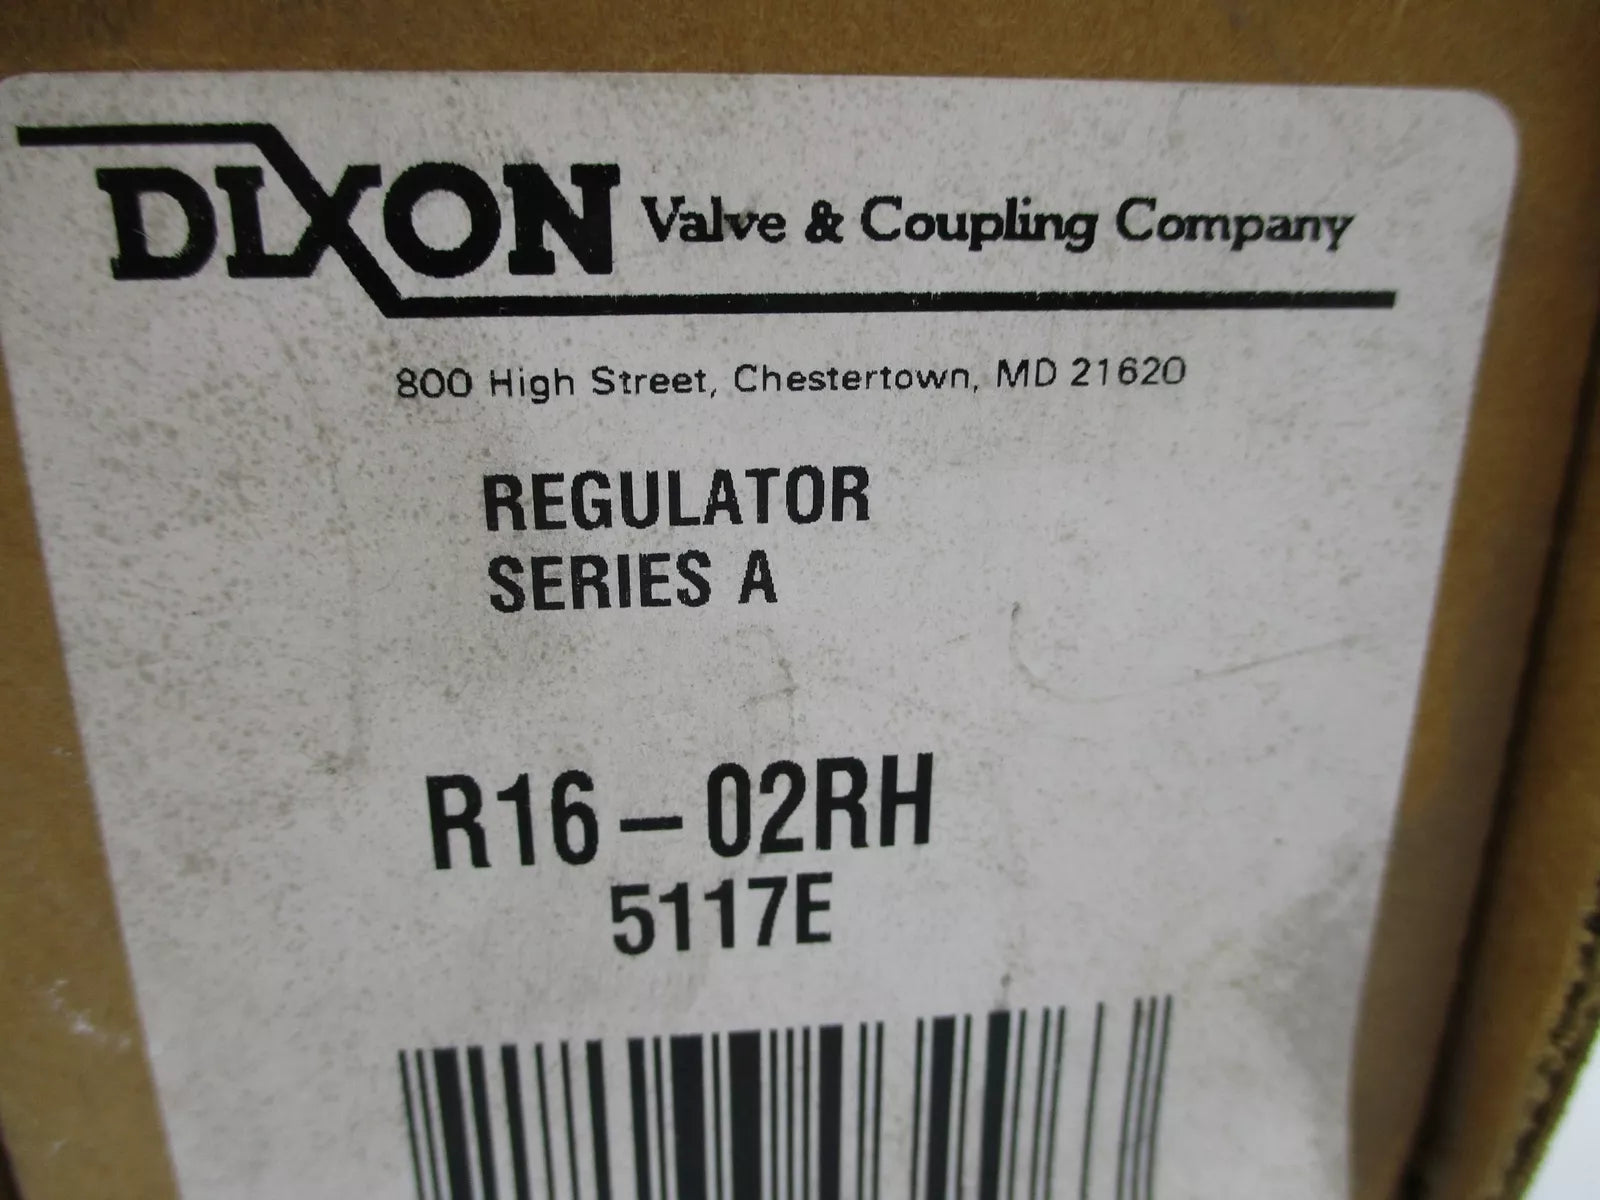 DIXON Valve & Coupling Company
800 High Street, Chestertown, MD 21620
REGULATOR
SERIES A
R16-02RH
5117E